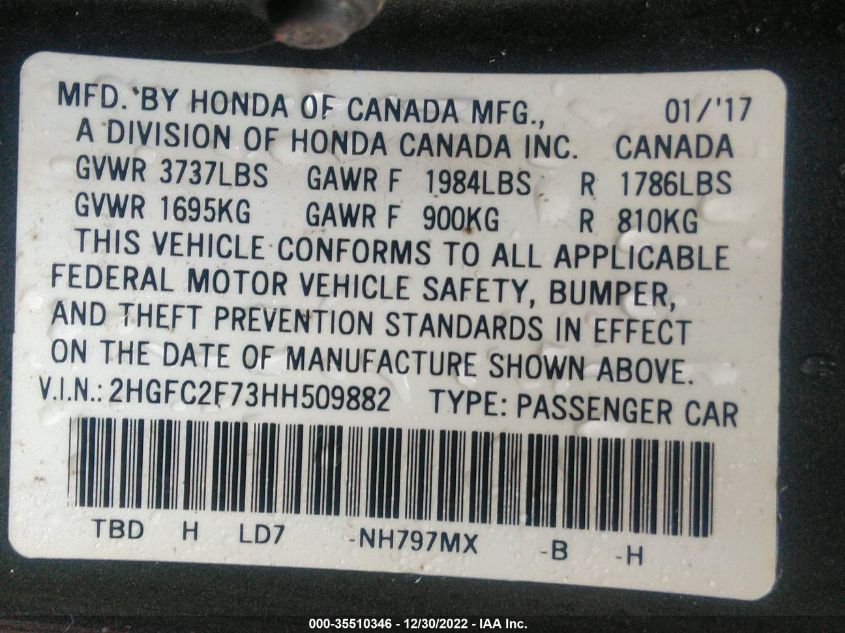 MFD. BY HONDA OF CANADA MFG., 01/'17
A DIVISION OF HONDA CANADA INC. CANADA
GVWR 3737LBS GAWR F 1984LBS R 1786LBS
GVWR 1695KG GAWR F 900KG R 810KG
THIS VEHICLE CONFORMS TO ALL APPLICABLE
FEDERAL MOTOR VEHICLE SAFETY, BUMPER,
AND THEFT PREVENTION STANDARDS IN EFFECT
ON THE DATE OF MANUFACTURE SHOWN ABOVE.
V.I.N.: 2HGFC2F73HH509882 TYPE: PASSENGER CAR
TBD H LD7 -NH797MX -B -H
000-35510346 - 12/30/2022 - IAA Inc.